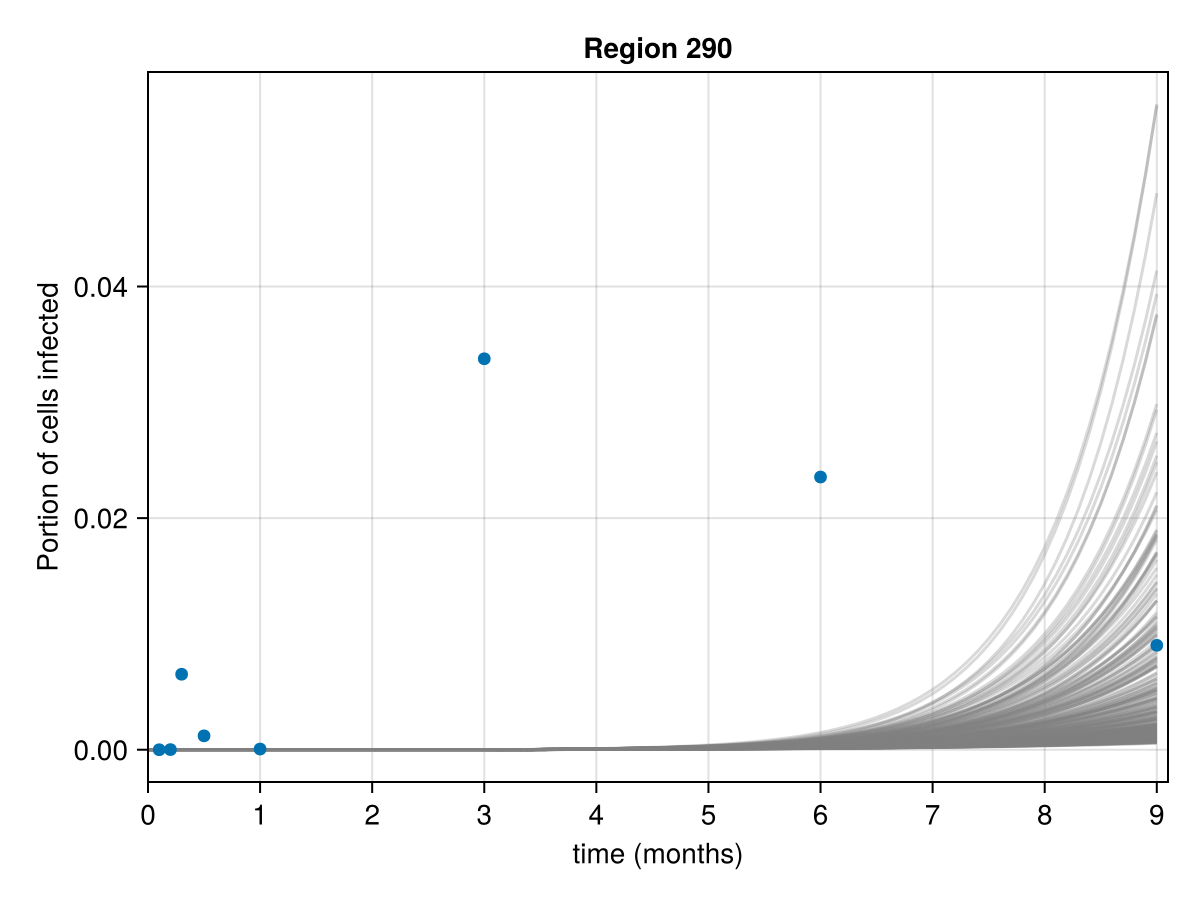 Region 290
Portion of cells infected
0.04
0.02
0.00
0 1 2 3 4 5 6 7 8 9
time (months)